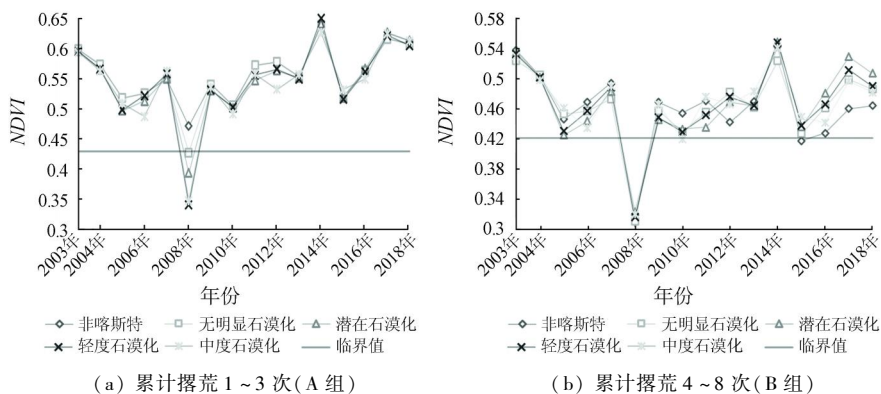 0.65
0.6
0.55
0.5
0.45
0.4
0.35
0.3
NDVI
2003年
2004年
2006年
2008年
2010年
2012年
2014年
2016年
2018年
年份
非喀斯特 无明显石漠化 潜在石漠化
轻度石漠化 中度石漠化 临界值
(a) 累计撂荒1~3次(A组)
0.58
0.54
0.5
0.46
0.42
0.38
0.34
0.3
NDVI
2003年
2004年
2006年
2008年
2010年
2012年
2014年
2016年
2018年
年份
非喀斯特 无明显石漠化 潜在石漠化
轻度石漠化 中度石漠化 临界值
(b) 累计撂荒4~8次(B组)